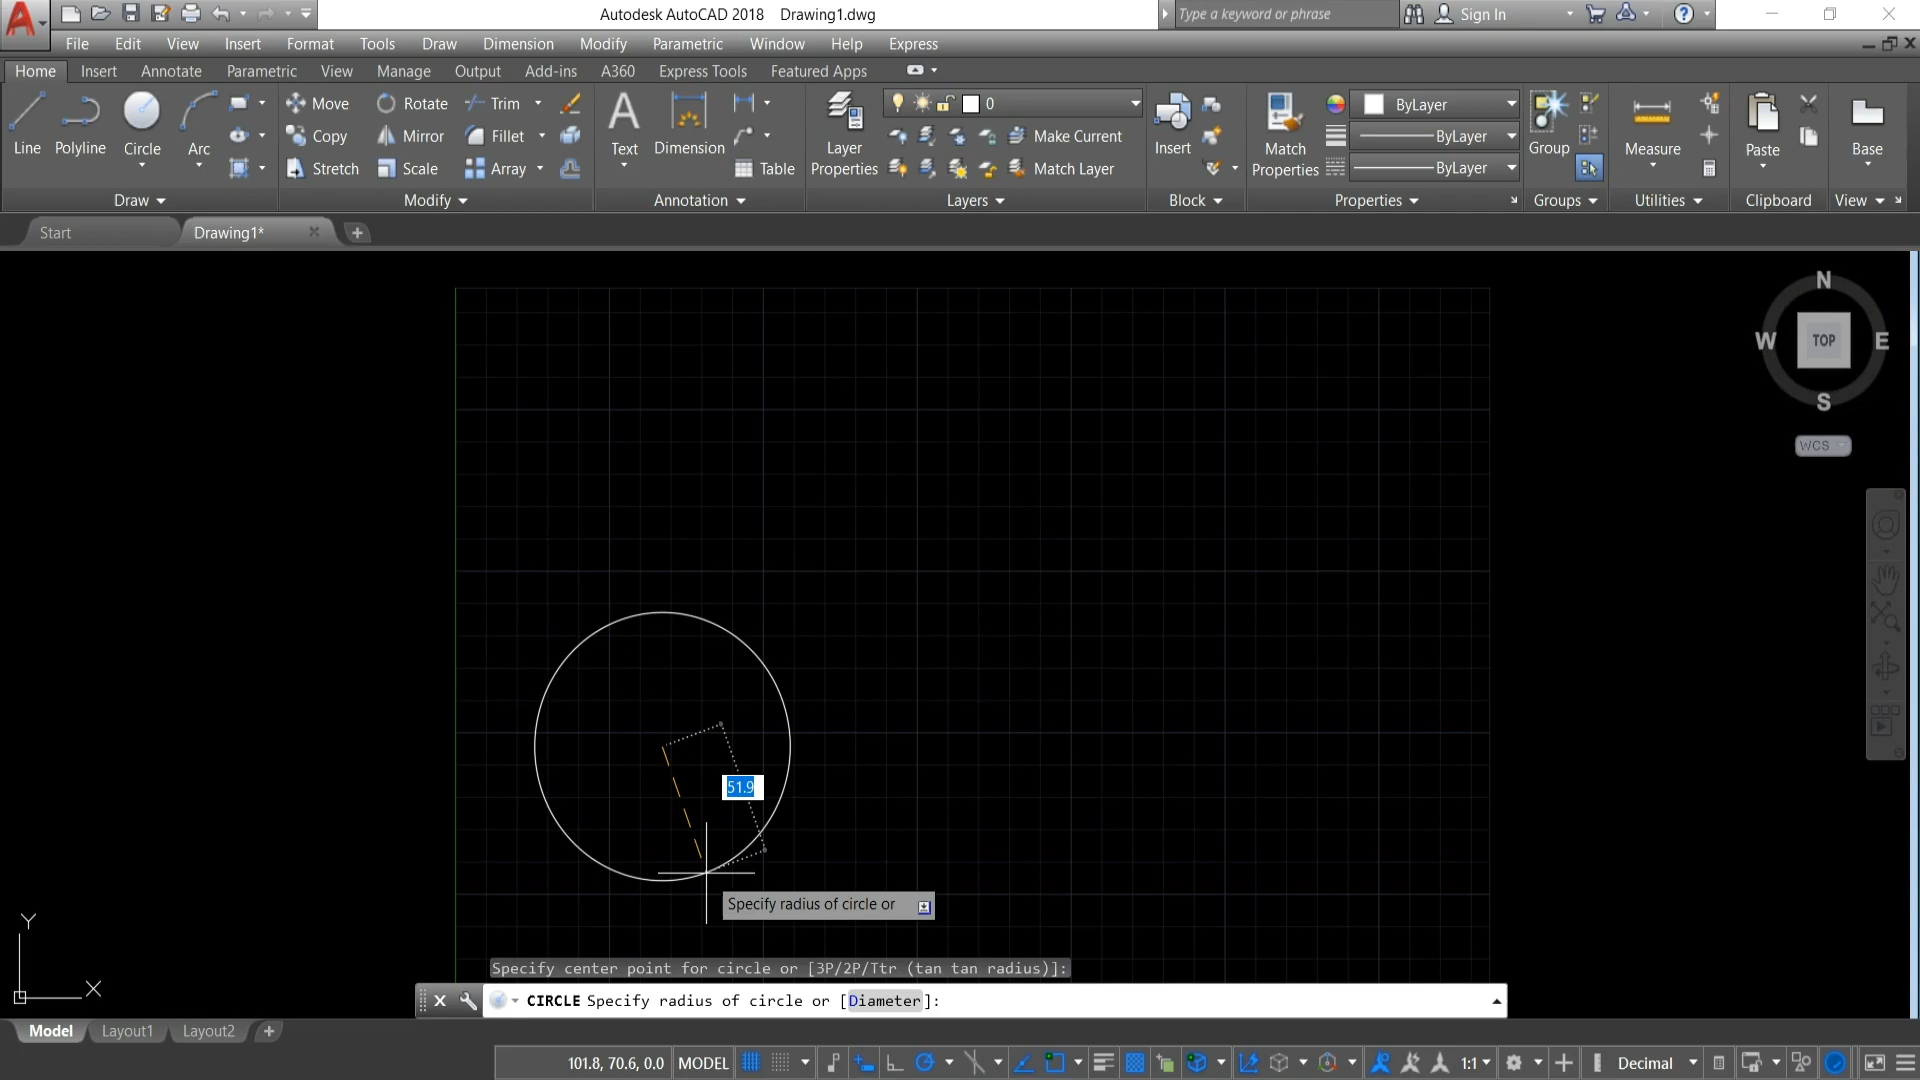 Autodesk AutoCAD 2018 Drawing1.dwg Type a keyword or phrase Sign In
File Edit View Insert Format Tools Draw Dimension Modify Parametric Window Help Express
Home Insert Annotate Parametric View Manage Output Add-ins A360 Express Tools Featured Apps
Line Polyline Circle Arc
Move Rotate Trim
Copy Mirror Fillet
Stretch Scale Array
Text Dimension Table
Layer Properties
0
Make Current
Match Layer
Insert
Match Properties
ByLayer
ByLayer
ByLayer
Group
Measure
Paste
Base
Draw Modify Annotation Layers Block Properties Groups Utilities Clipboard View
Start Drawing1*
N
W TOP E
S
WCS
51.9
Specify radius of circle or
Y
X
Specify center point for circle or [3P/2P/Ttr (tan tan radius)]:
CIRCLE Specify radius of circle or [Diameter]:
Model Layout1 Layout2
101.8, 70.6, 0.0 MODEL 1:1 Decimal